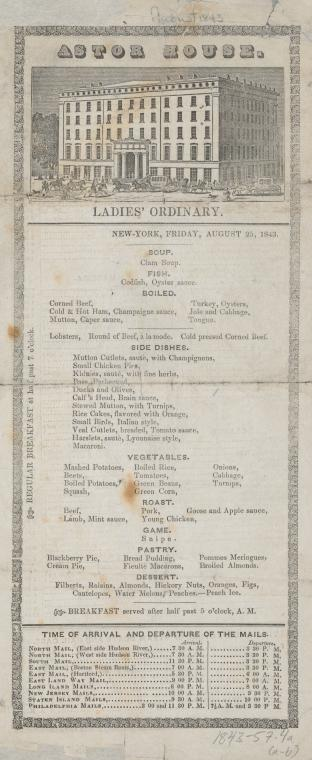 August 1843
ASTOR HOUSE.
LADIES' ORDINARY.
NEW-YORK, FRIDAY, AUGUST 25, 1843.
SOUP.
Clam Soup.
FISH.
Codfish, Oyster sauce.
BOILED.
Corned Beef, Turkey, Oysters,
Cold & Hot Ham, Champaigne sauce, Jole and Cabbage,
Mutton, Caper sauce, Tongue.
Lobsters, Round of Beef, à la mode. Cold pressed Corned Beef.
SIDE DISHES.
Mutton Cutlets, sauté, with Champignons,
Small Chicken Pies,
Kidnies, sauté, with fine herbs,
Pose
Ducks and Olives,
Calf's Head, Brain sauce,
Stewed Mutton, with Turnips,
Rice Cakes, flavored with Orange,
Small Birds, Italian style,
Veal Cutlets, breaded, Tomato sauce,
Harslets, sauté, Lyonnaise style,
Macaroni.
VEGETABLES.
Mashed Potatoes, Boiled Rice, Onions,
Beets, Tomatoes, Cabbage,
Boiled Potatoes, Green Beans, Turnips,
Squash, Green Corn,
ROAST.
Beef, Pork, Goose and Apple sauce,
Lamb, Mint sauce, Young Chicken,
GAME.
Snipe.
PASTRY.
Blackberry Pie, Bread Pudding, Pommes Meringues,
Cream Pie, Ficulte Macarons, Broiled Almonds.
DESSERT.
Filberts, Raisins, Almonds, Hickory Nuts, Oranges, Figs,
Cantelopes, Water Melons, Peaches.—Peach Ice.
BREAKFAST served after half past 5 o'clock, A. M.
REGULAR BREAKFAST at half past 7 o'clock.
TIME OF ARRIVAL AND DEPARTURE OF THE MAILS.
Arrival. Departure.
NORTH MAIL, (East side Hudson River,) 7 30 A. M. 3 30 P. M.
NORTH MAIL, (West side Hudson River,) 7 30 A. M. 3 30 P. M.
SOUTH MAIL, 11 30 P. M. 3 30 P. M.
EAST MAIL, (Boston Steam Boat,) 7 00 A. M. 3 30 P. M.
EAST MAIL, (Hartford,) 5 30 P. M. 6 00 A. M.
EAST LAND WAY MAIL, 9 00 P. M. 7 00 A. M.
LONG ISLAND MAILS, 6 00 P. M. 8 00 A. M.
NEW JERSEY MAILS, 10 00 A. M. 3 30 P. M.
STATEN ISLAND MAILS, 9 30 A. M. 10 00 P. M.
PHILADELPHIA MAILS, 3 00 and 11 30 P. M. 7½ A. M. and 3 30 P. M.
1843-57-4a
(a-b)